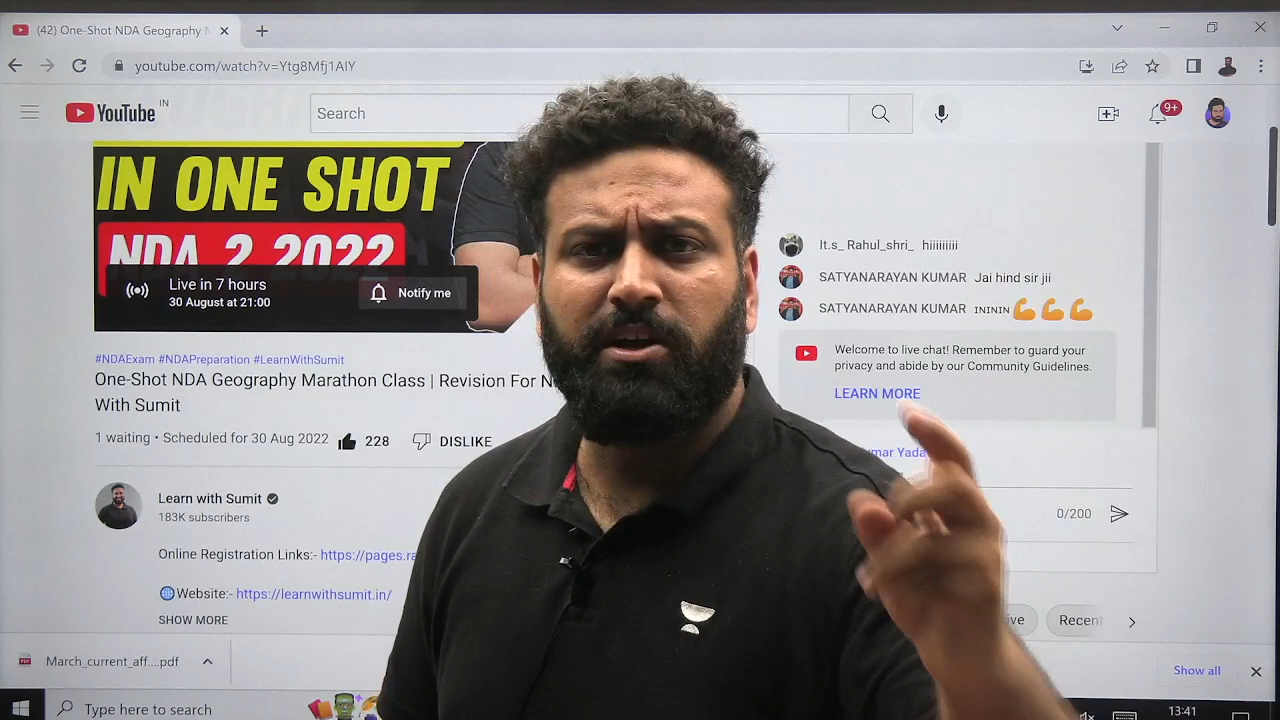 (42) One-Shot NDA Geography
youtube.com/watch?v=Ytg8Mfj1AIY
YouTube
IN
Search
9+
IN ONE SHOT
NDA 2 2022
Live in 7 hours
30 August at 21:00
Notify me
It.s_ Rahul_shri_ hiiiiiiiii
SATYANARAYAN KUMAR Jai hind sir jii
SATYANARAYAN KUMAR ɪɴɪɴɪɴ💪💪💪
Welcome to live chat! Remember to guard your
privacy and abide by our Community Guidelines.
LEARN MORE
#NDAExam #NDAPreparation #LearnWithSumit
One-Shot NDA Geography Marathon Class | Revision For
With Sumit
1 waiting • Scheduled for 30 Aug 2022
228
DISLIKE
Learn with Sumit
183K subscribers
0/200
Online Registration Links:- https://pages.ra
🌐Website:- https://learnwithsumit.in/
SHOW MORE
Recent
March_current_aff....pdf
Show all
Type here to search
13:41